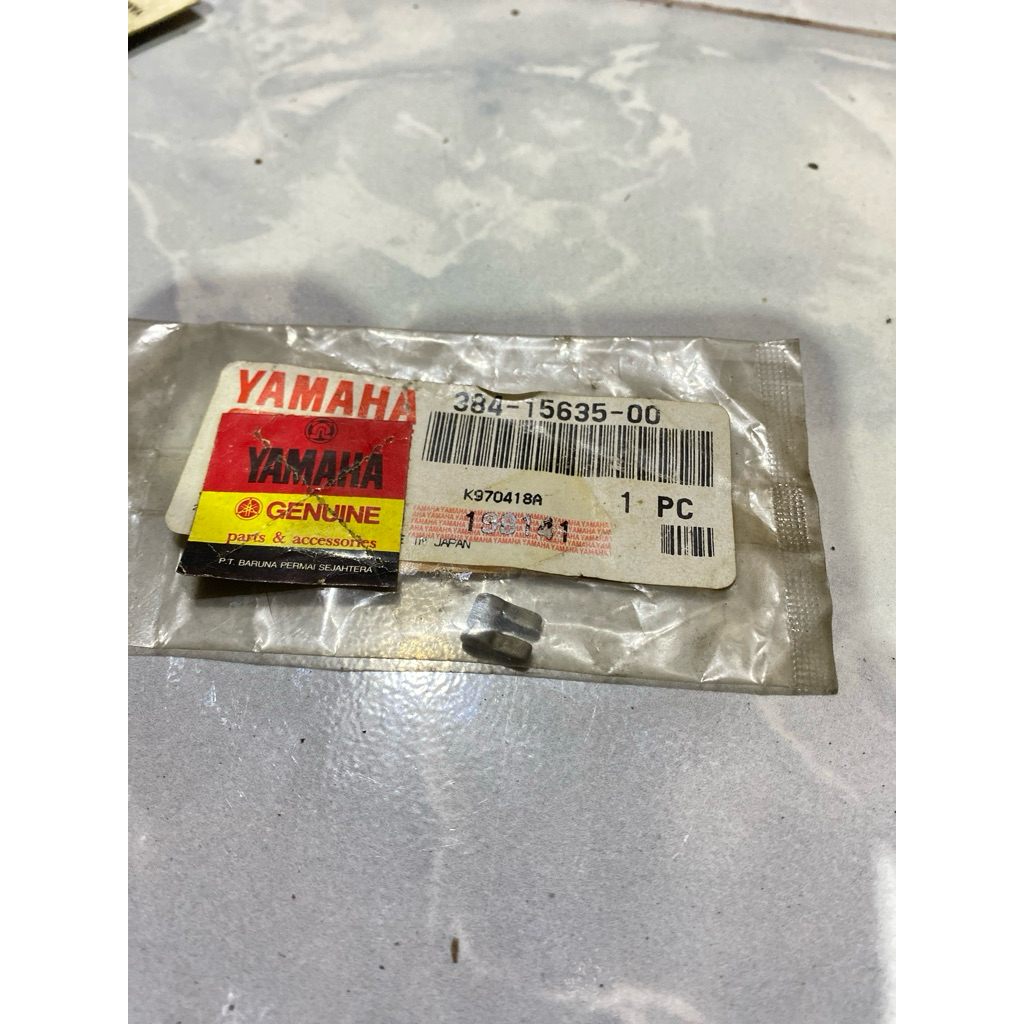 YAMAHA
384-15635-00
YAMAHA
GENUINE
parts & accessories
P.T. BARUNA PERMAI SEJAHTERA
K970418A
1 PC
JAPAN